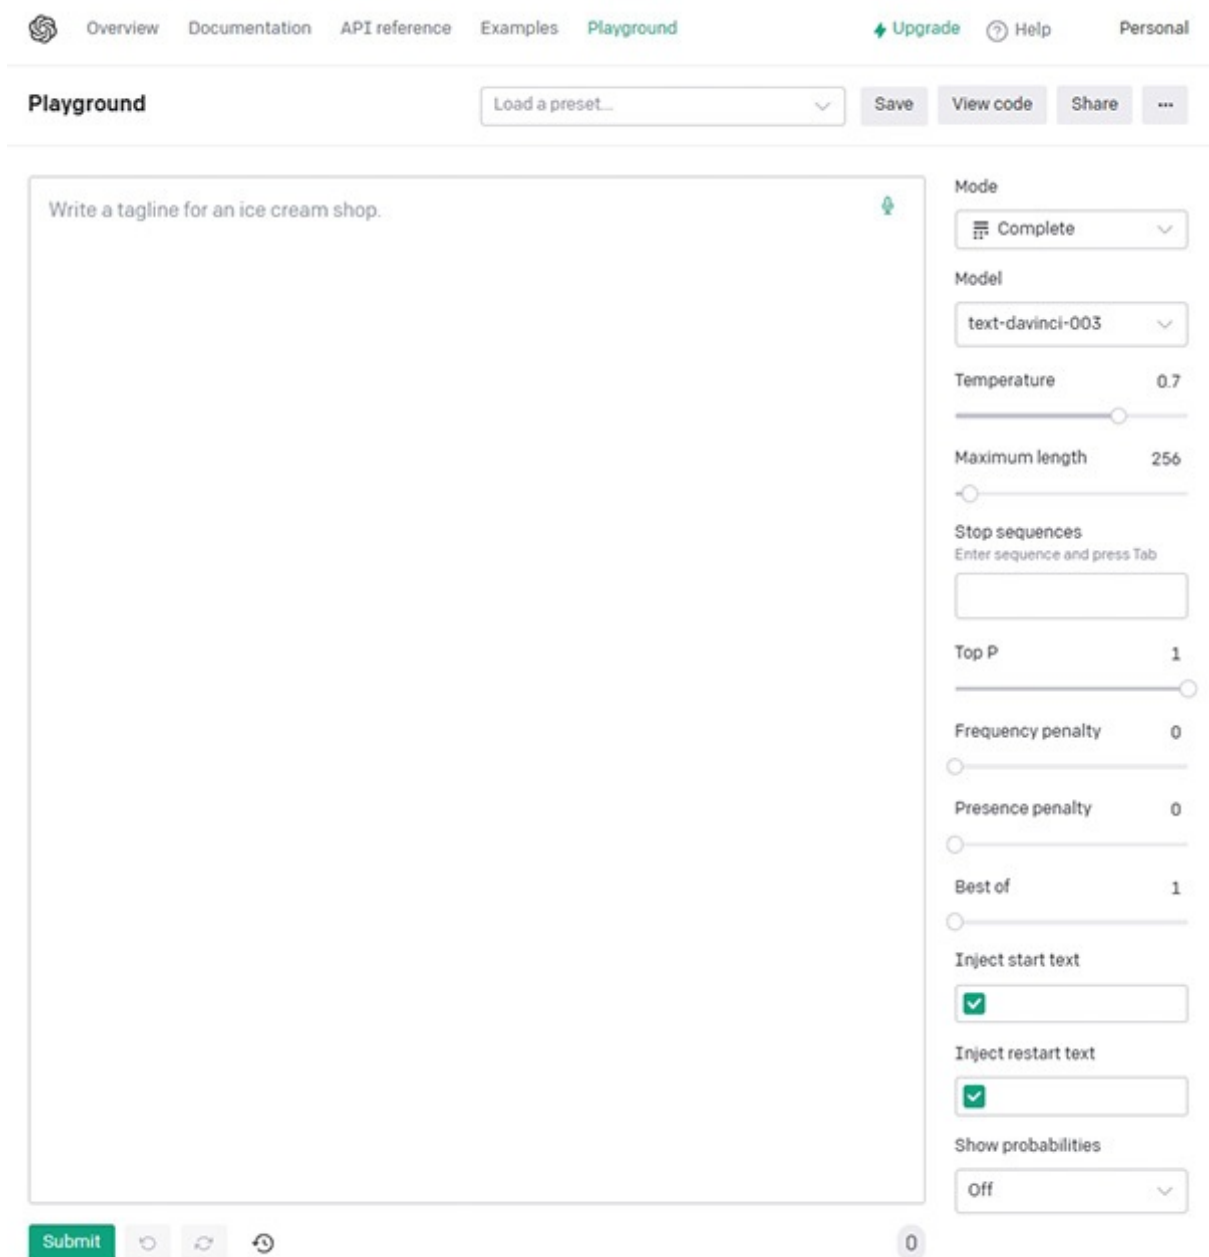 Overview Documentation API reference Examples Playground Upgrade Help Personal
Playground Load a preset... Save View code Share ...
Write a tagline for an ice cream shop.
Mode
Complete
Model
text-davinci-003
Temperature 0.7
Maximum length 256
Stop sequences
Enter sequence and press Tab
Top P 1
Frequency penalty 0
Presence penalty 0
Best of 1
Inject start text
Inject restart text
Show probabilities
Off
Submit 0